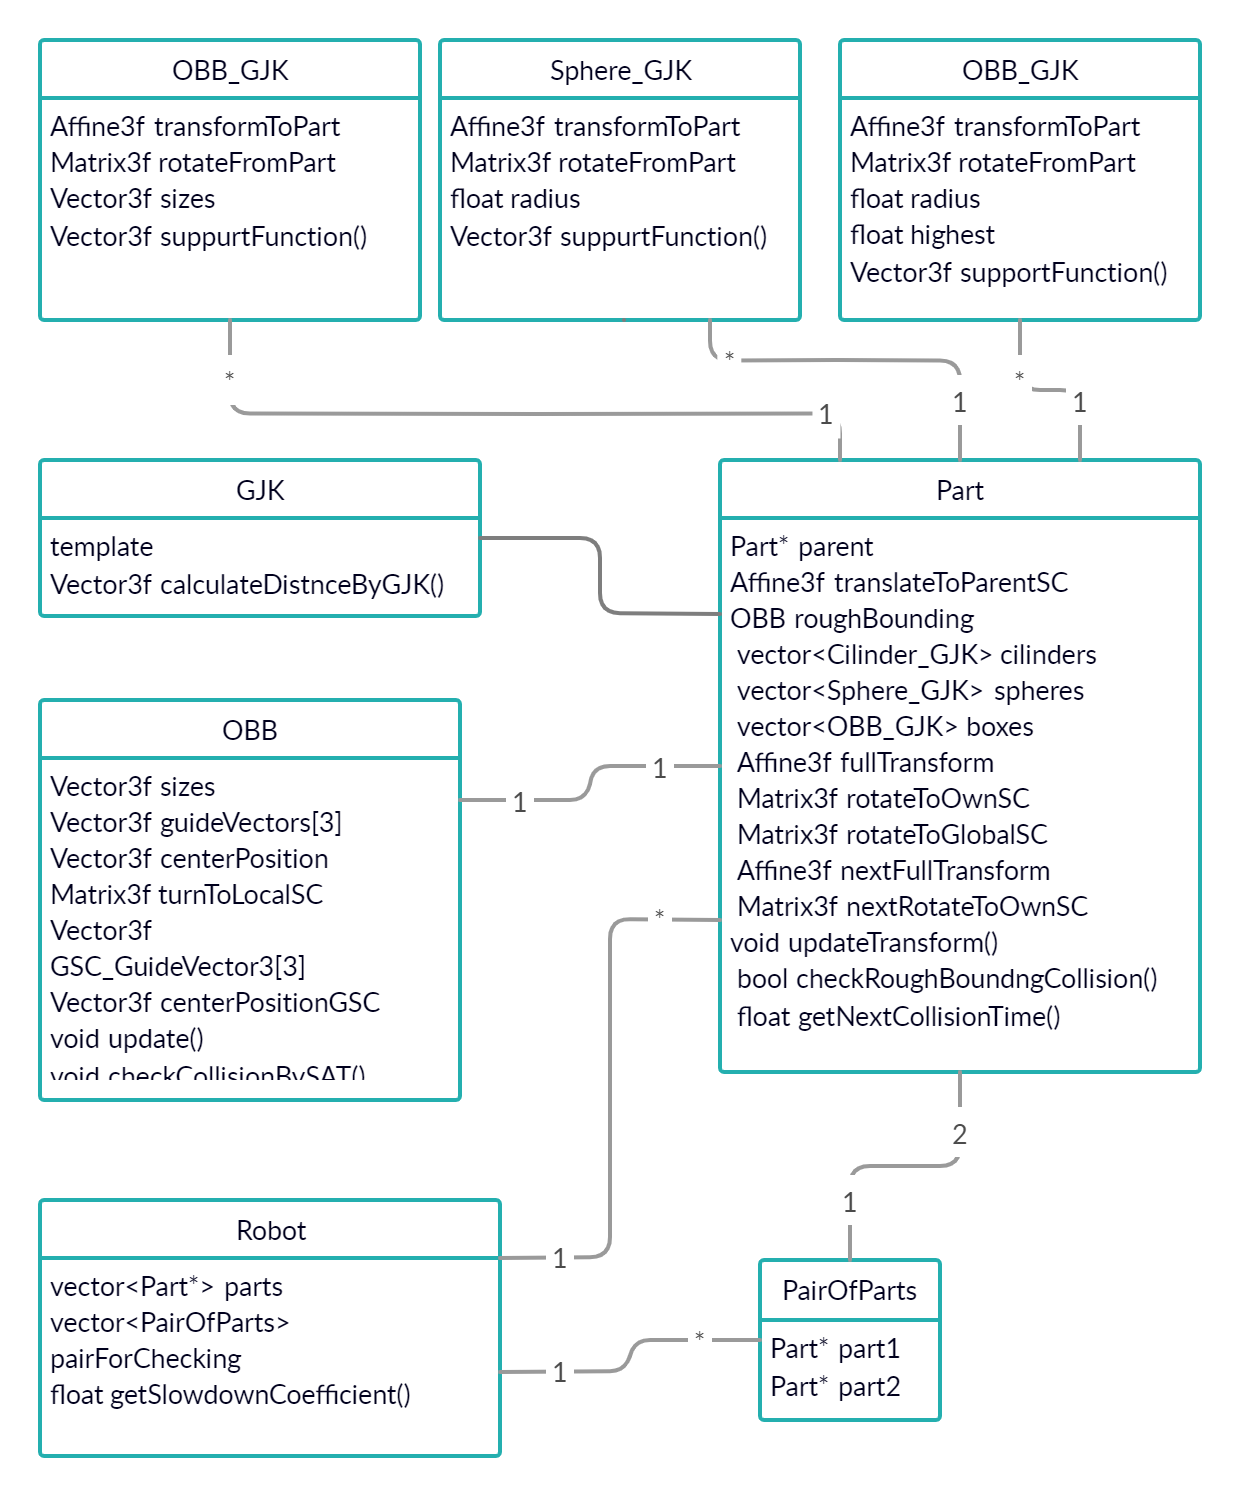 OBB_GJK
Affine3f transformToPart
Matrix3f rotateFromPart
Vector3f sizes
Vector3f suppurtFunction()
Sphere_GJK
Affine3f transformToPart
Matrix3f rotateFromPart
float radius
Vector3f suppurtFunction()
OBB_GJK
Affine3f transformToPart
Matrix3f rotateFromPart
float radius
float highest
Vector3f supportFunction()
*
1
*
1
*
1
GJK
template
Vector3f calculateDistnceByGJK()
Part
Part* parent
Affine3f translateToParentSC
OBB roughBounding
vector<Cilinder_GJK> cilinders
vector<Sphere_GJK> spheres
vector<OBB_GJK> boxes
Affine3f fullTransform
Matrix3f rotateToOwnSC
Matrix3f rotateToGlobalSC
Affine3f nextFullTransform
Matrix3f nextRotateToOwnSC
void updateTransform()
bool checkRoughBoundngCollision()
float getNextCollisionTime()
OBB
Vector3f sizes
Vector3f guideVectors[3]
Vector3f centerPosition
Matrix3f turnToLocalSC
Vector3f
GSC_GuideVector3[3]
Vector3f centerPositionGSC
void update()
void checkCollisionBySAT()
1
1
*
1
2
1
Robot
vector<Part*> parts
vector<PairOfParts>
pairForChecking
float getSlowdownCoefficient()
1
*
PairOfParts
Part* part1
Part* part2